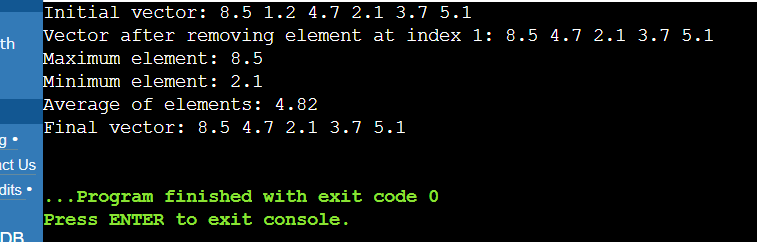 Initial vector: 8.5 1.2 4.7 2.1 3.7 5.1
th
Vector after removing element at index 1: 8.5 4.7 2.1 3.7 5.1
Maximum element: 8.5
Minimum element: 2.1
Average of elements: 4.82
Final vector: 8.5 4.7 2.1 3.7 5.1
g •
ct Us
dits •
...Program finished with exit code 0
Press ENTER to exit console.
DB